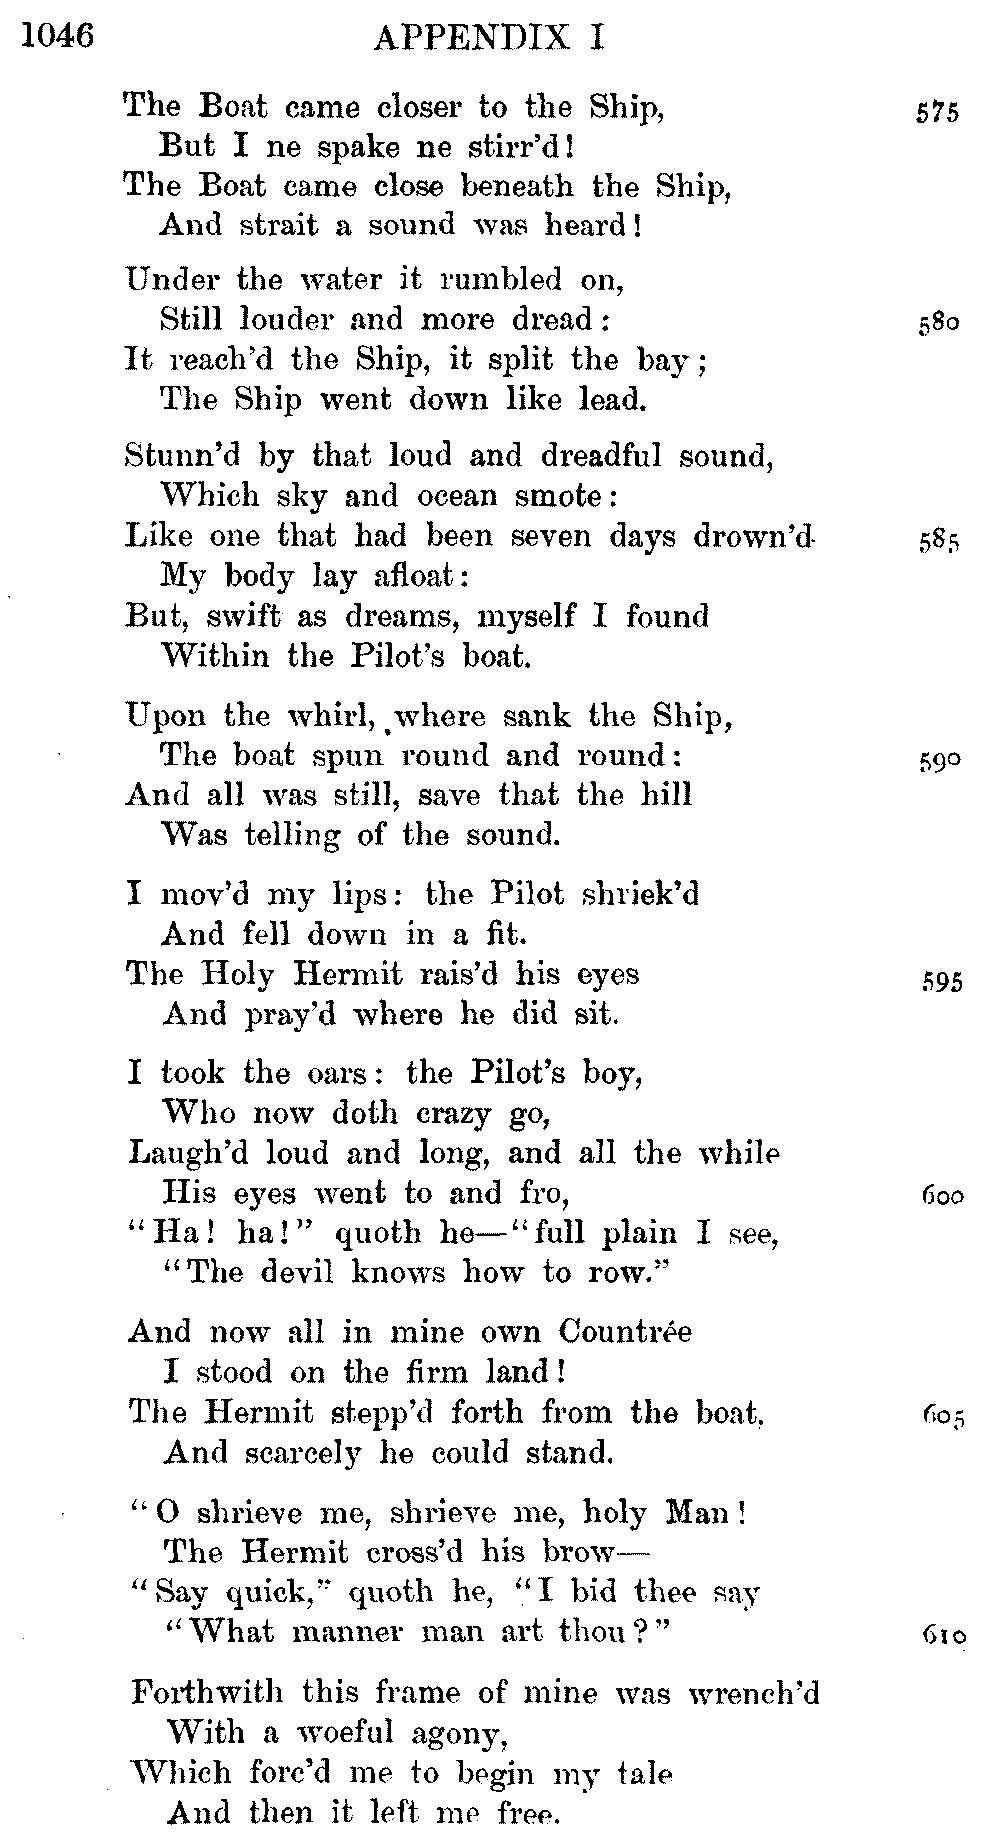 1046 APPENDIX I
The Boat came closer to the Ship, 575
But I ne spake ne stirr'd!
The Boat came close beneath the Ship,
And strait a sound was heard!
Under the water it rumbled on,
Still louder and more dread: 580
It reach'd the Ship, it split the bay;
The Ship went down like lead.
Stunn'd by that loud and dreadful sound,
Which sky and ocean smote:
Like one that had been seven days drown'd 585
My body lay afloat:
But, swift as dreams, myself I found
Within the Pilot's boat.
Upon the whirl, where sank the Ship,
The boat spun round and round: 590
And all was still, save that the hill
Was telling of the sound.
I mov'd my lips: the Pilot shriek'd
And fell down in a fit.
The Holy Hermit rais'd his eyes 595
And pray'd where he did sit.
I took the oars: the Pilot's boy,
Who now doth crazy go,
Laugh'd loud and long, and all the while
His eyes went to and fro, 600
"Ha! ha!" quoth he—"full plain I see,
"The devil knows how to row."
And now all in mine own Countrée
I stood on the firm land!
The Hermit stepp'd forth from the boat, 605
And scarcely he could stand.
"O shrieve me, shrieve me, holy Man!
The Hermit cross'd his brow—
"Say quick," quoth he, "I bid thee say
"What manner man art thou?" 610
Forthwith this frame of mine was wrench'd
With a woeful agony,
Which forc'd me to begin my tale
And then it left me free.